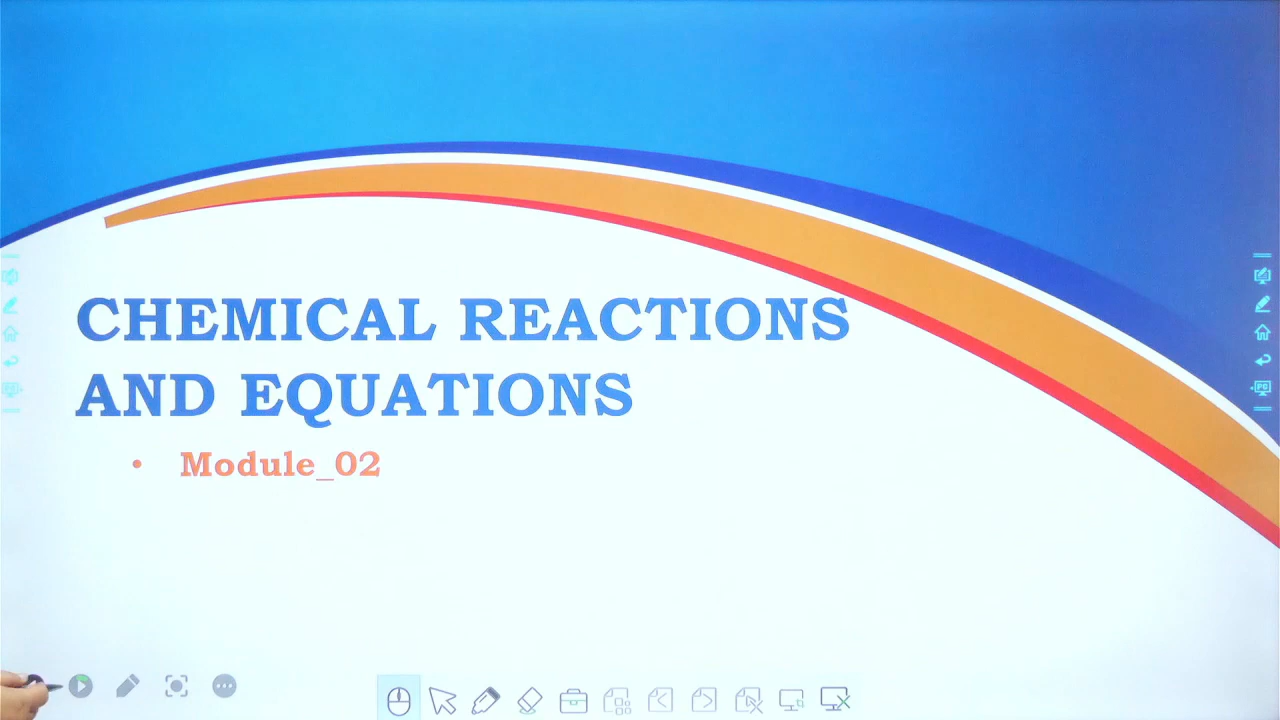 CHEMICAL REACTIONS
AND EQUATIONS
• Module_02